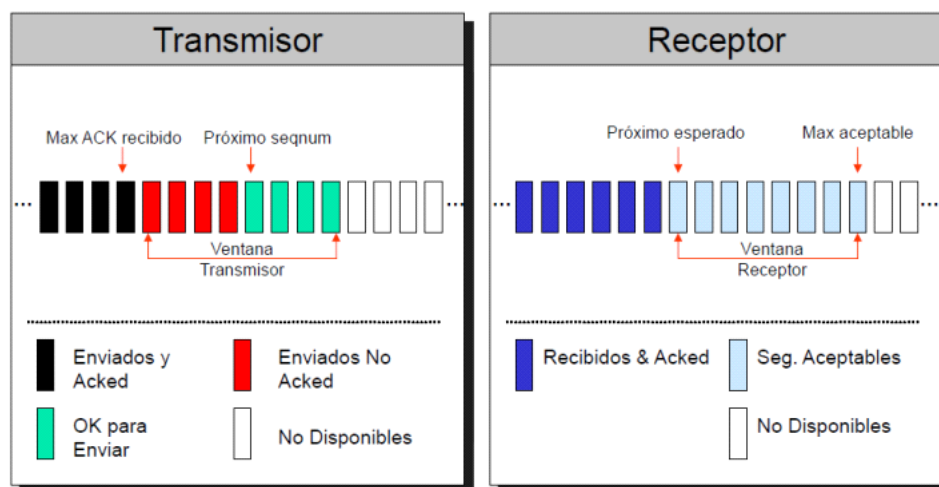 Transmisor
Max ACK recibido
Próximo seqnum
...
...
Ventana
Transmisor
Enviados y
Acked
Enviados No
Acked
OK para
Enviar
No Disponibles
Receptor
Próximo esperado
Max aceptable
...
...
Ventana
Receptor
Recibidos & Acked
Seg. Aceptables
No Disponibles